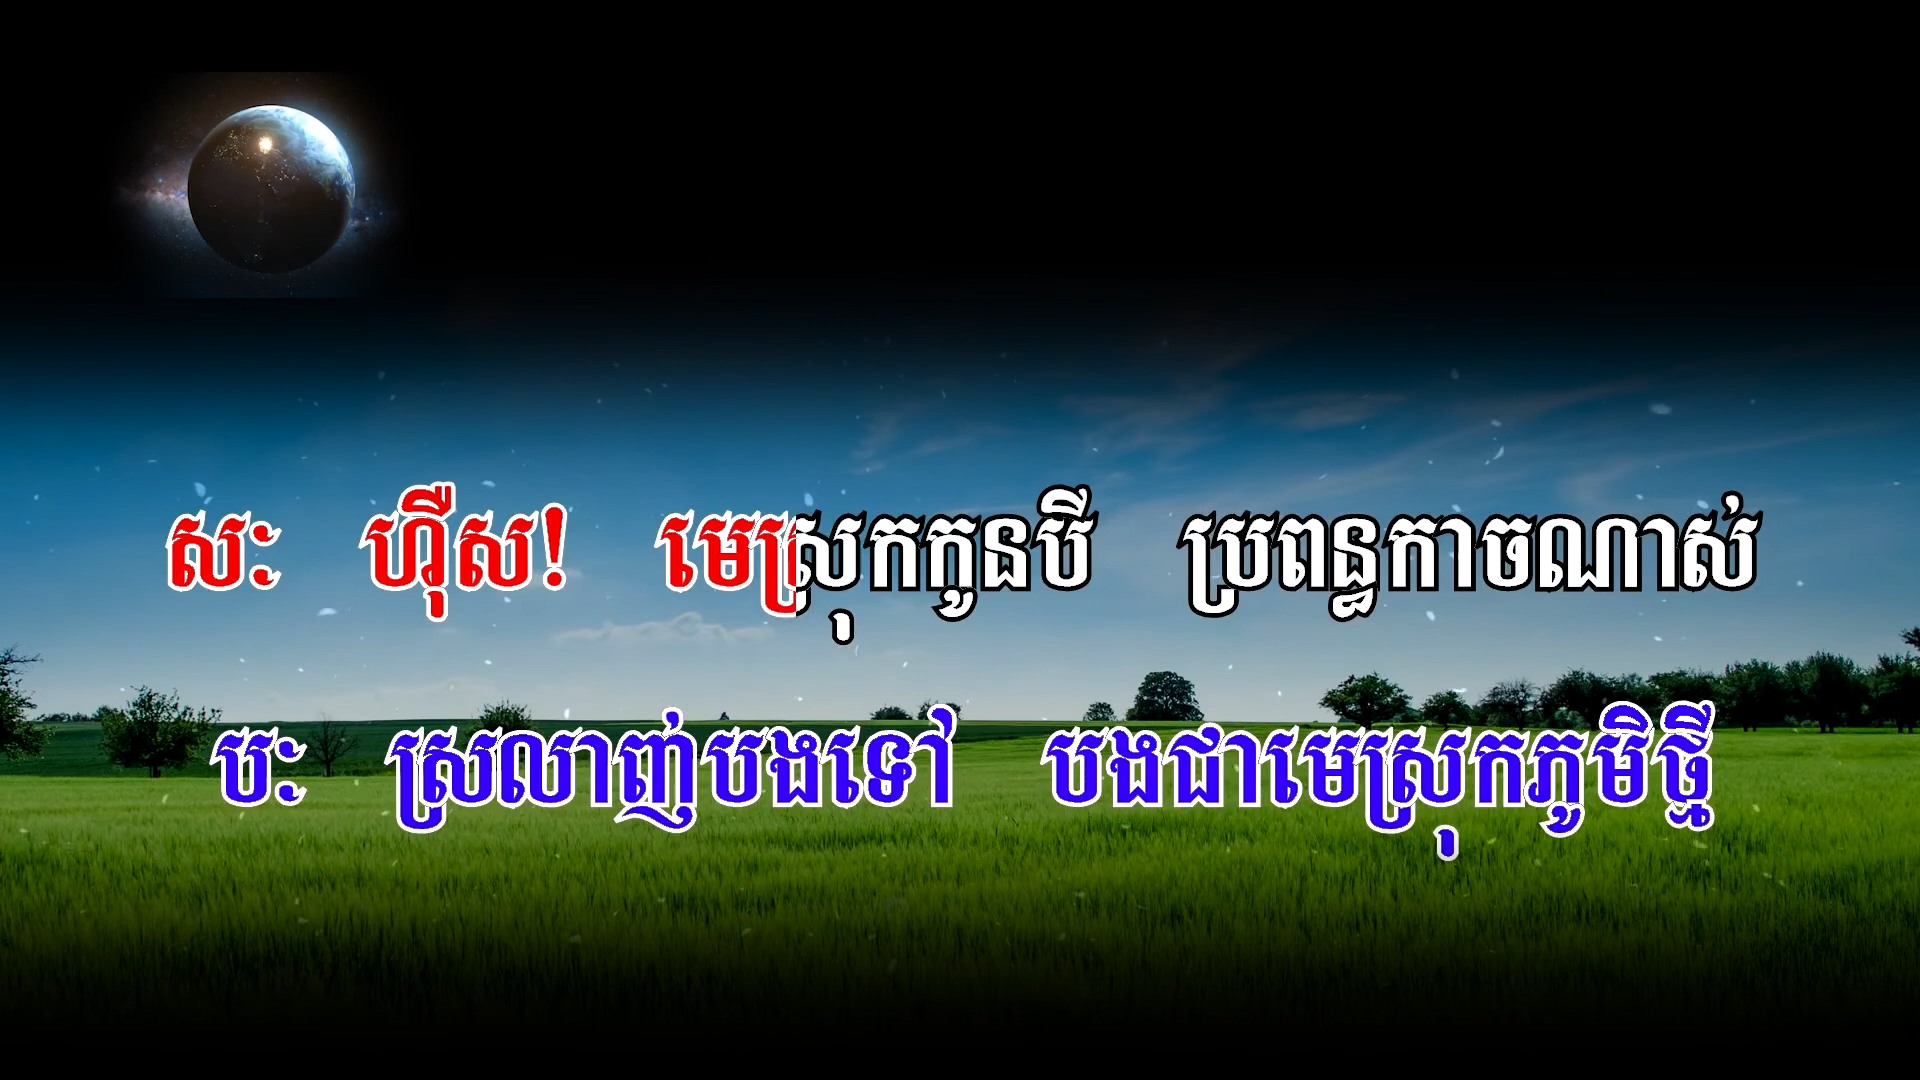 ស: ហ៊ឺស! មេស្រុកកូនបី ប្រពន្ធកាចណាស់
ប: ស្រលាញ់បងទៅ បងជាមេស្រុកភូមិថ្មី